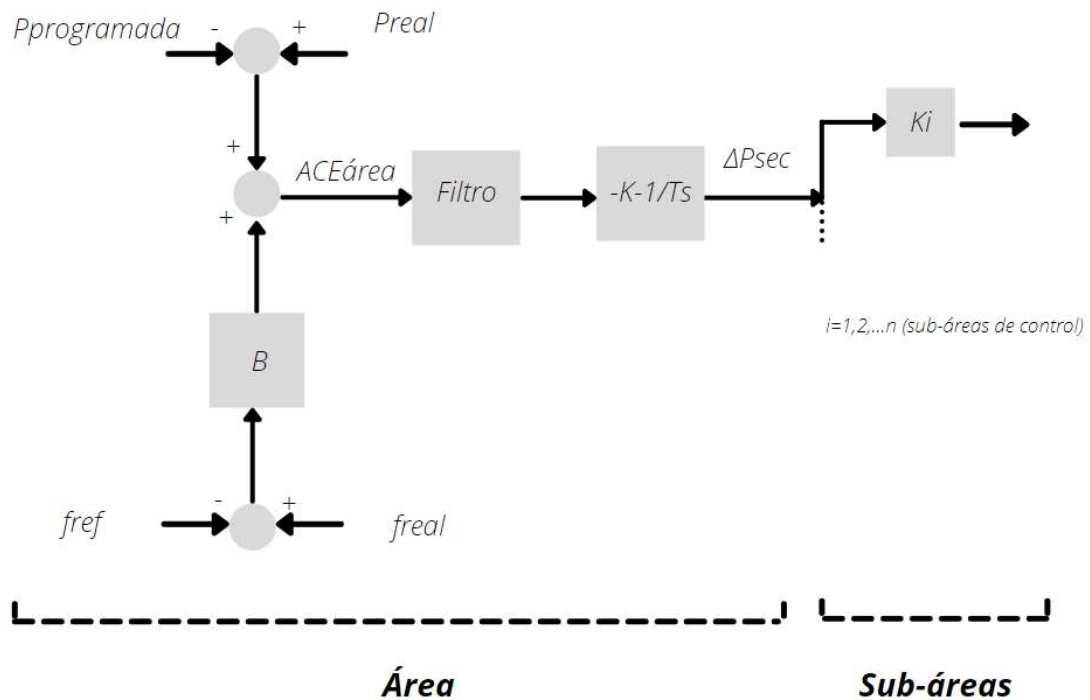 Pprogramada
-
+
Preal
+
+
ACEárea
Filtro
-K-1/Ts
ΔPsec
Ki
i=1,2,...n (sub-áreas de control)
B
fref
-
+
freal
Área
Sub-áreas